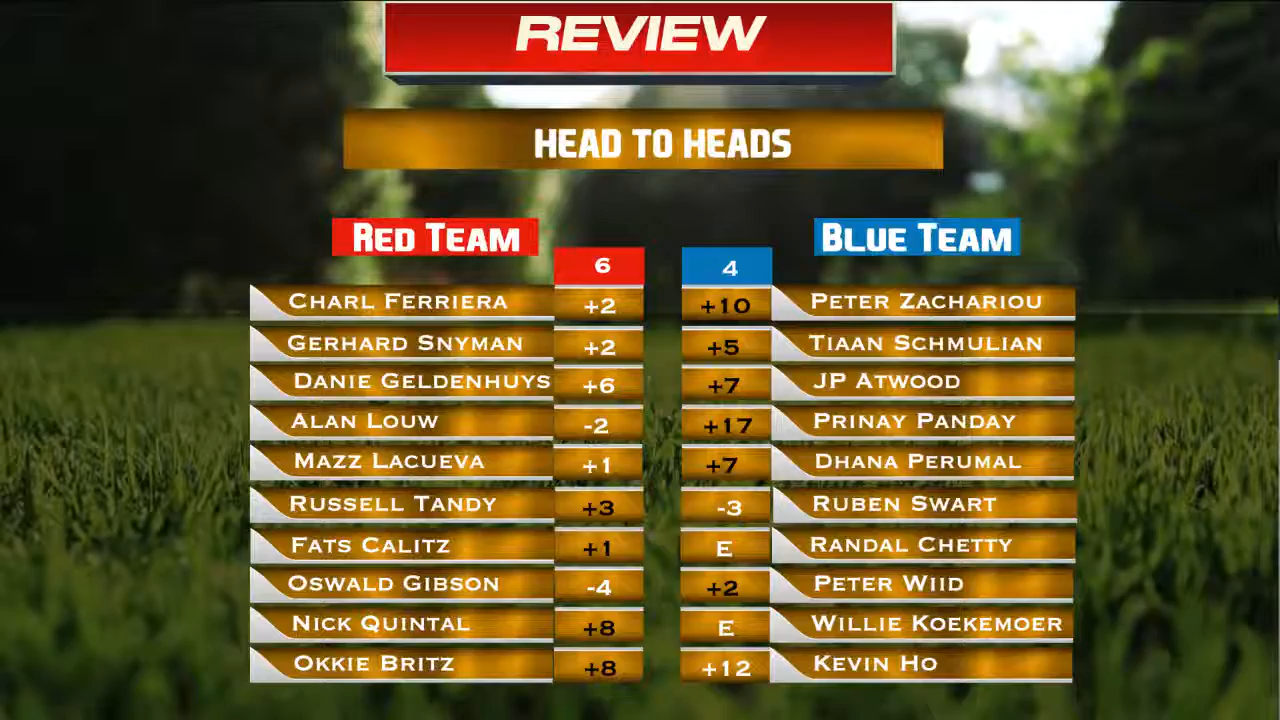 REVIEW
HEAD TO HEADS
RED TEAM BLUE TEAM
6 4
CHARL FERRIERA +2 +10 PETER ZACHARIOU
GERHARD SNYMAN +2 +5 TIAAN SCHMULIAN
DANIE GELDENHUYS +6 +7 JP ATWOOD
ALAN LOUW -2 +17 PRINAY PANDAY
MAZZ LACUEVA +1 +7 DHANA PERUMAL
RUSSELL TANDY +3 -3 RUBEN SWART
FATS CALITZ +1 E RANDAL CHETTY
OSWALD GIBSON -4 +2 PETER WIID
NICK QUINTAL +8 E WILLIE KOEKEMOER
OKKIE BRITZ +8 +12 KEVIN HO